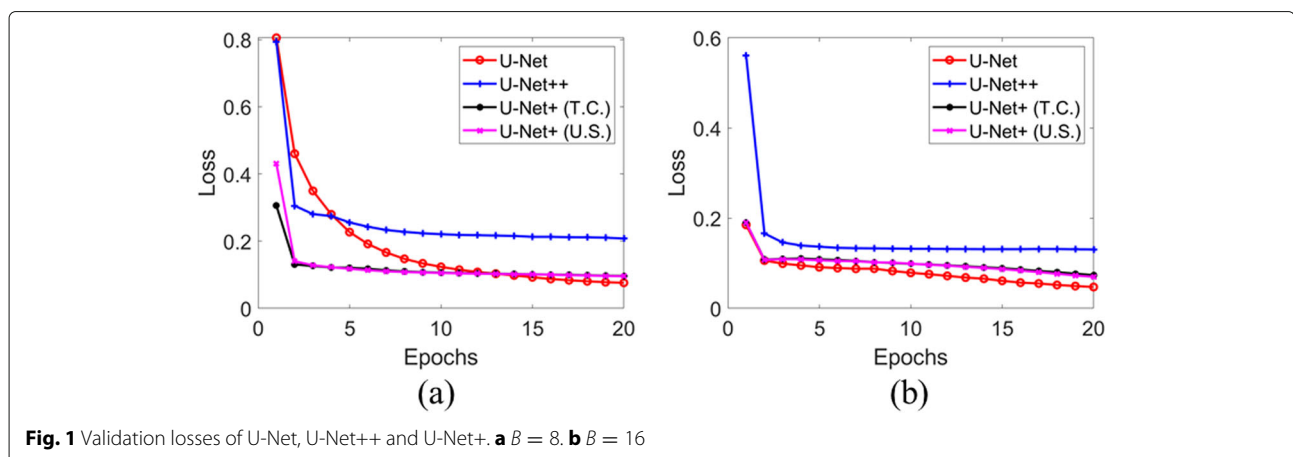 0.8
0.6
0.4
0.2
0
Loss
0
5
10
15
20
Epochs
U-Net
U-Net++
U-Net+ (T.C.)
U-Net+ (U.S.)
(a)
0.6
0.4
0.2
0
Loss
0
5
10
15
20
Epochs
U-Net
U-Net++
U-Net+ (T.C.)
U-Net+ (U.S.)
(b)
Fig. 1 Validation losses of U-Net, U-Net++ and U-Net+. a B = 8. b B = 16